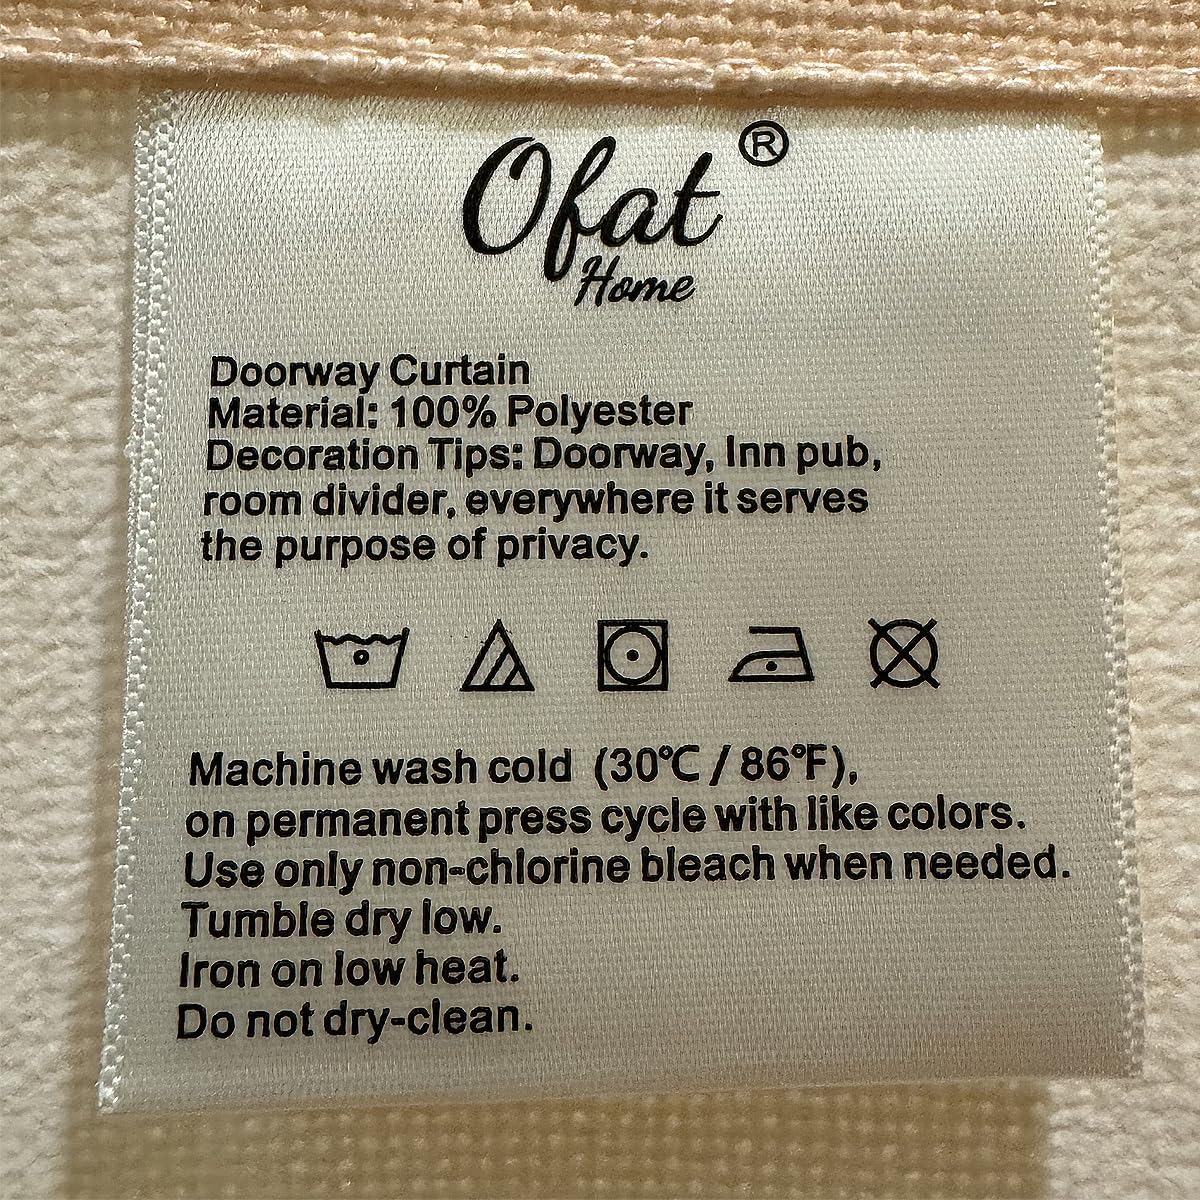 Ofat ®
Home
Doorway Curtain
Material: 100% Polyester
Decoration Tips: Doorway, Inn pub,
room divider, everywhere it serves
the purpose of privacy.
Machine wash cold (30℃ / 86℉),
on permanent press cycle with like colors.
Use only non-chlorine bleach when needed.
Tumble dry low.
Iron on low heat.
Do not dry-clean.